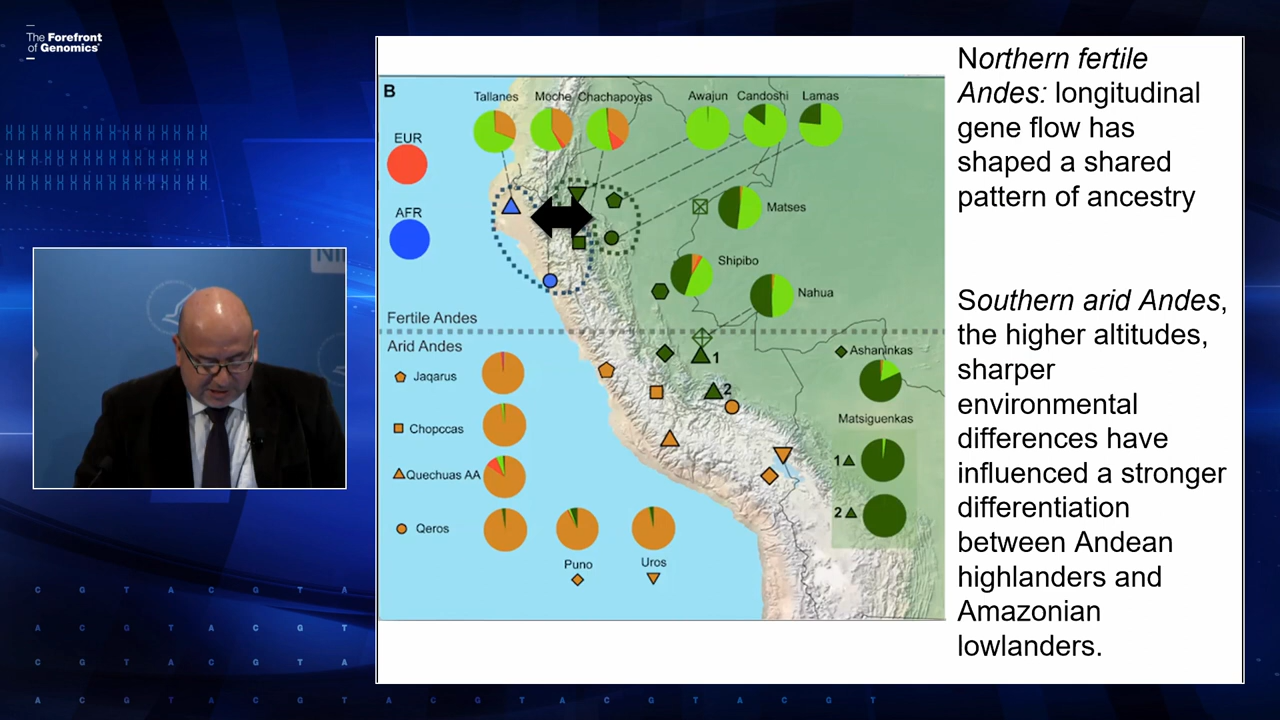 The Forefront
of Genomics
NI
C G T A C G T A
A C G T A C G T
C G T A C G T A
A C G T A C G T A C G T A C G T A C G T
B
Tallanes Moche Chachapoyas Awajun Candoshi Lamas
EUR
AFR
Matses
Shipibo
Nahua
Fertile Andes
Arid Andes
Jaqarus
Chopccas
Quechuas AA
Qeros
Puno
Uros
1
2
Ashaninkas
Matsiguenkas
1
2
Northern fertile
Andes: longitudinal
gene flow has
shaped a shared
pattern of ancestry
Southern arid Andes,
the higher altitudes,
sharper
environmental
differences have
influenced a stronger
differentiation
between Andean
highlanders and
Amazonian
lowlanders.